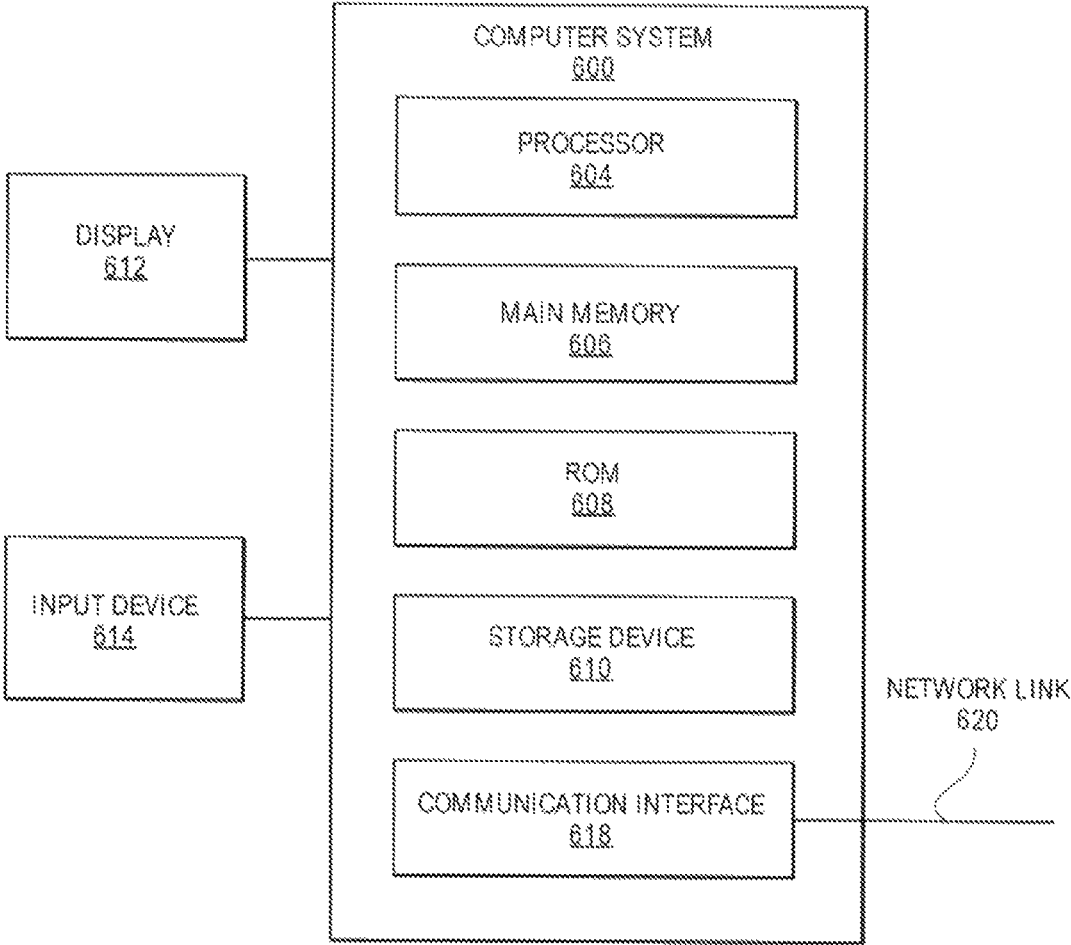 COMPUTER SYSTEM
600
PROCESSOR
604
DISPLAY
612
MAIN MEMORY
606
ROM
608
INPUT DEVICE
614
STORAGE DEVICE
610
NETWORK LINK
620
COMMUNICATION INTERFACE
618